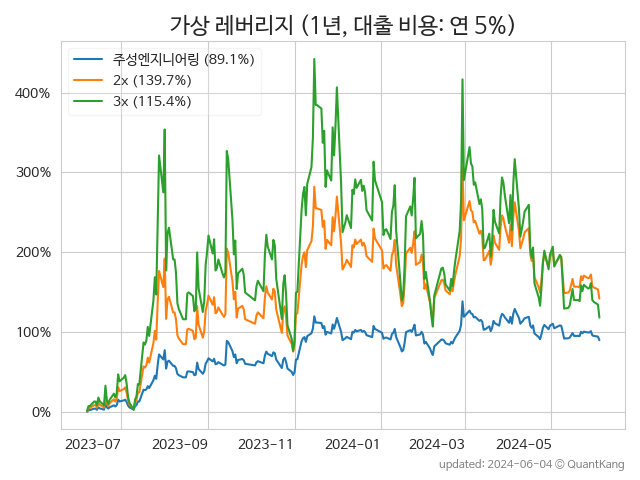 가상 레버리지 (1년, 대출 비용: 연 5%)
주성엔지니어링 (89.1%)
2x (139.7%)
3x (115.4%)
400%
300%
200%
100%
0%
2023-07 2023-09 2023-11 2024-01 2024-03 2024-05
updated: 2024-06-04 © QuantKang